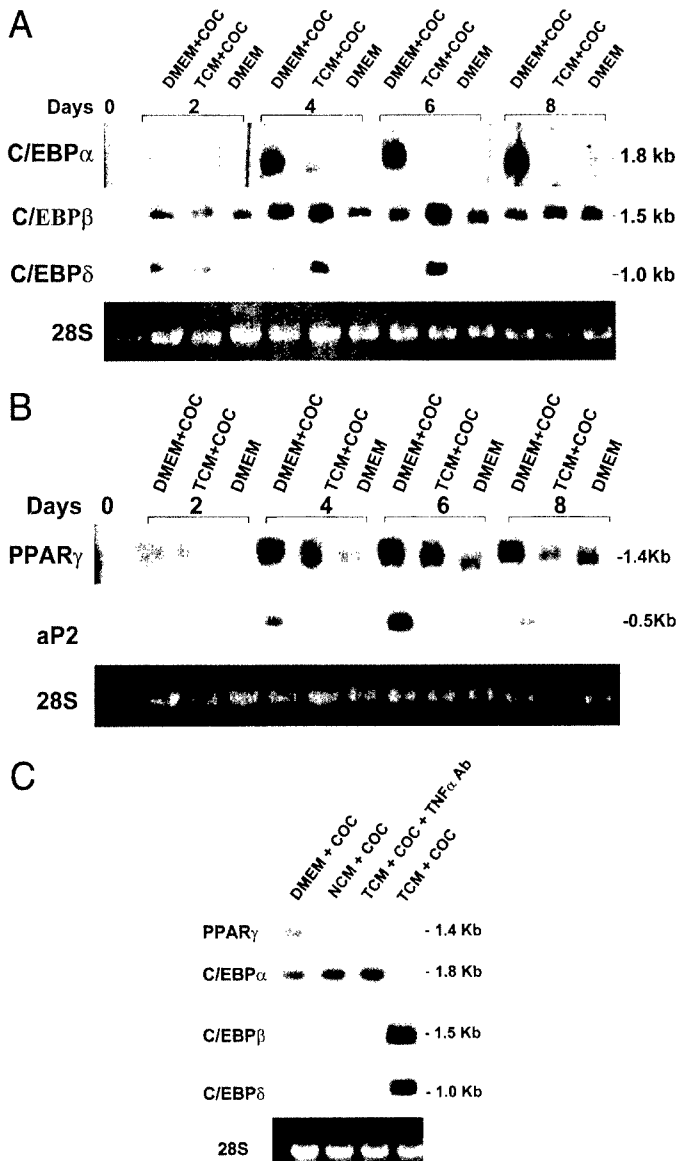 A
DMEM+COC TCM+COC DMEM DMEM+COC TCM+COC DMEM DMEM+COC TCM+COC DMEM DMEM+COC TCM+COC DMEM
Days 0 2 4 6 8
C/EBPα -1.8 kb
C/EBPβ -1.5 kb
C/EBPδ -1.0 kb
28S
B
DMEM+COC TCM+COC DMEM DMEM+COC TCM+COC DMEM DMEM+COC TCM+COC DMEM DMEM+COC TCM+COC DMEM
Days 0 2 4 6 8
PPARγ -1.4Kb
aP2 -0.5Kb
28S
C
DMEM + COC NCM + COC TCM + COC + TNFα Ab TCM + COC
PPARγ - 1.4 Kb
C/EBPα - 1.8 Kb
C/EBPβ - 1.5 Kb
C/EBPδ - 1.0 Kb
28S